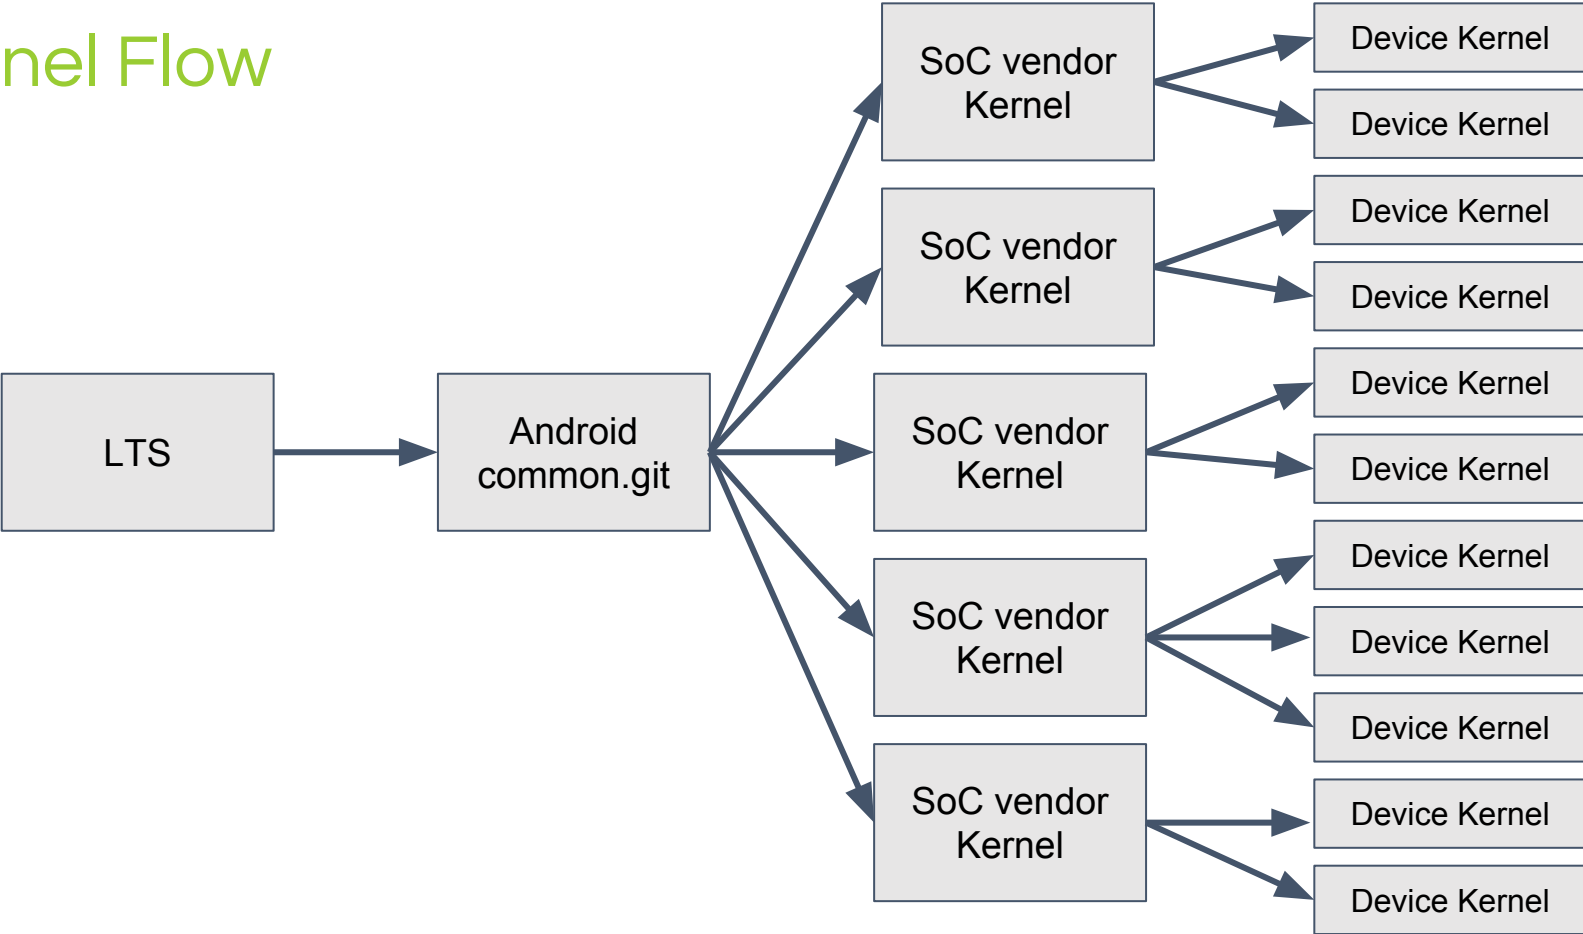 nel Flow
LTS
Android
common.git
SoC vendor
Kernel
SoC vendor
Kernel
SoC vendor
Kernel
SoC vendor
Kernel
SoC vendor
Kernel
Device Kernel
Device Kernel
Device Kernel
Device Kernel
Device Kernel
Device Kernel
Device Kernel
Device Kernel
Device Kernel
Device Kernel
Device Kernel